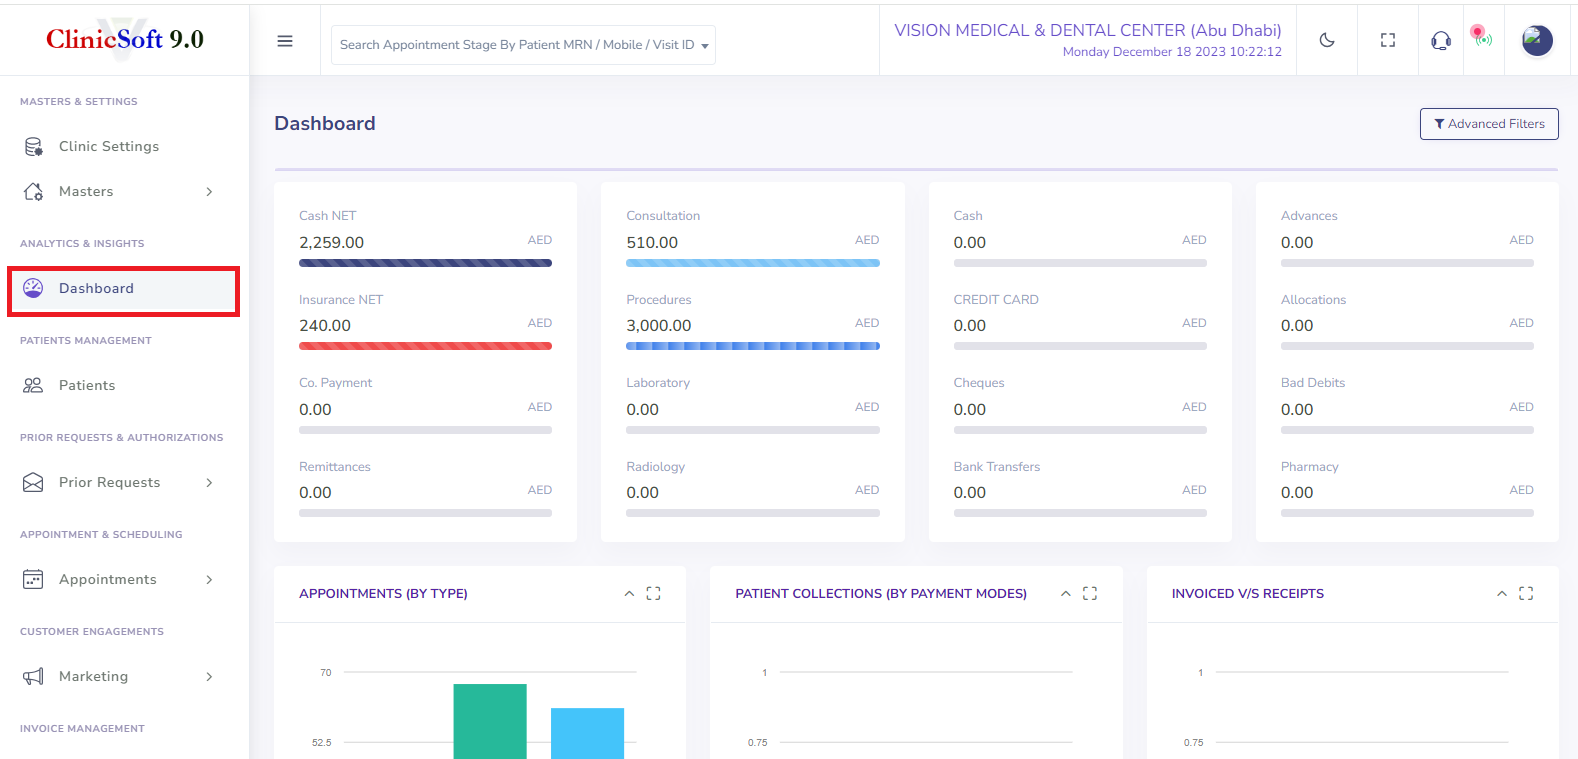 ClinicSoft 9.0
Search Appointment Stage By Patient MRN / Mobile / Visit ID
VISION MEDICAL & DENTAL CENTER (Abu Dhabi)
Monday December 18 2023 10:22:12
MASTERS & SETTINGS
Clinic Settings
Masters
ANALYTICS & INSIGHTS
Dashboard
PATIENTS MANAGEMENT
Patients
PRIOR REQUESTS & AUTHORIZATIONS
Prior Requests
APPOINTMENT & SCHEDULING
Appointments
CUSTOMER ENGAGEMENTS
Marketing
INVOICE MANAGEMENT
Dashboard
Advanced Filters
Cash NET
2,259.00 AED
Insurance NET
240.00 AED
Co. Payment
0.00 AED
Remittances
0.00 AED
Consultation
510.00 AED
Procedures
3,000.00 AED
Laboratory
0.00 AED
Radiology
0.00 AED
Cash
0.00 AED
CREDIT CARD
0.00 AED
Cheques
0.00 AED
Bank Transfers
0.00 AED
Advances
0.00 AED
Allocations
0.00 AED
Bad Debits
0.00 AED
Pharmacy
0.00 AED
APPOINTMENTS (BY TYPE)
70
52.5
PATIENT COLLECTIONS (BY PAYMENT MODES)
1
0.75
INVOICED V/S RECEIPTS
1
0.75